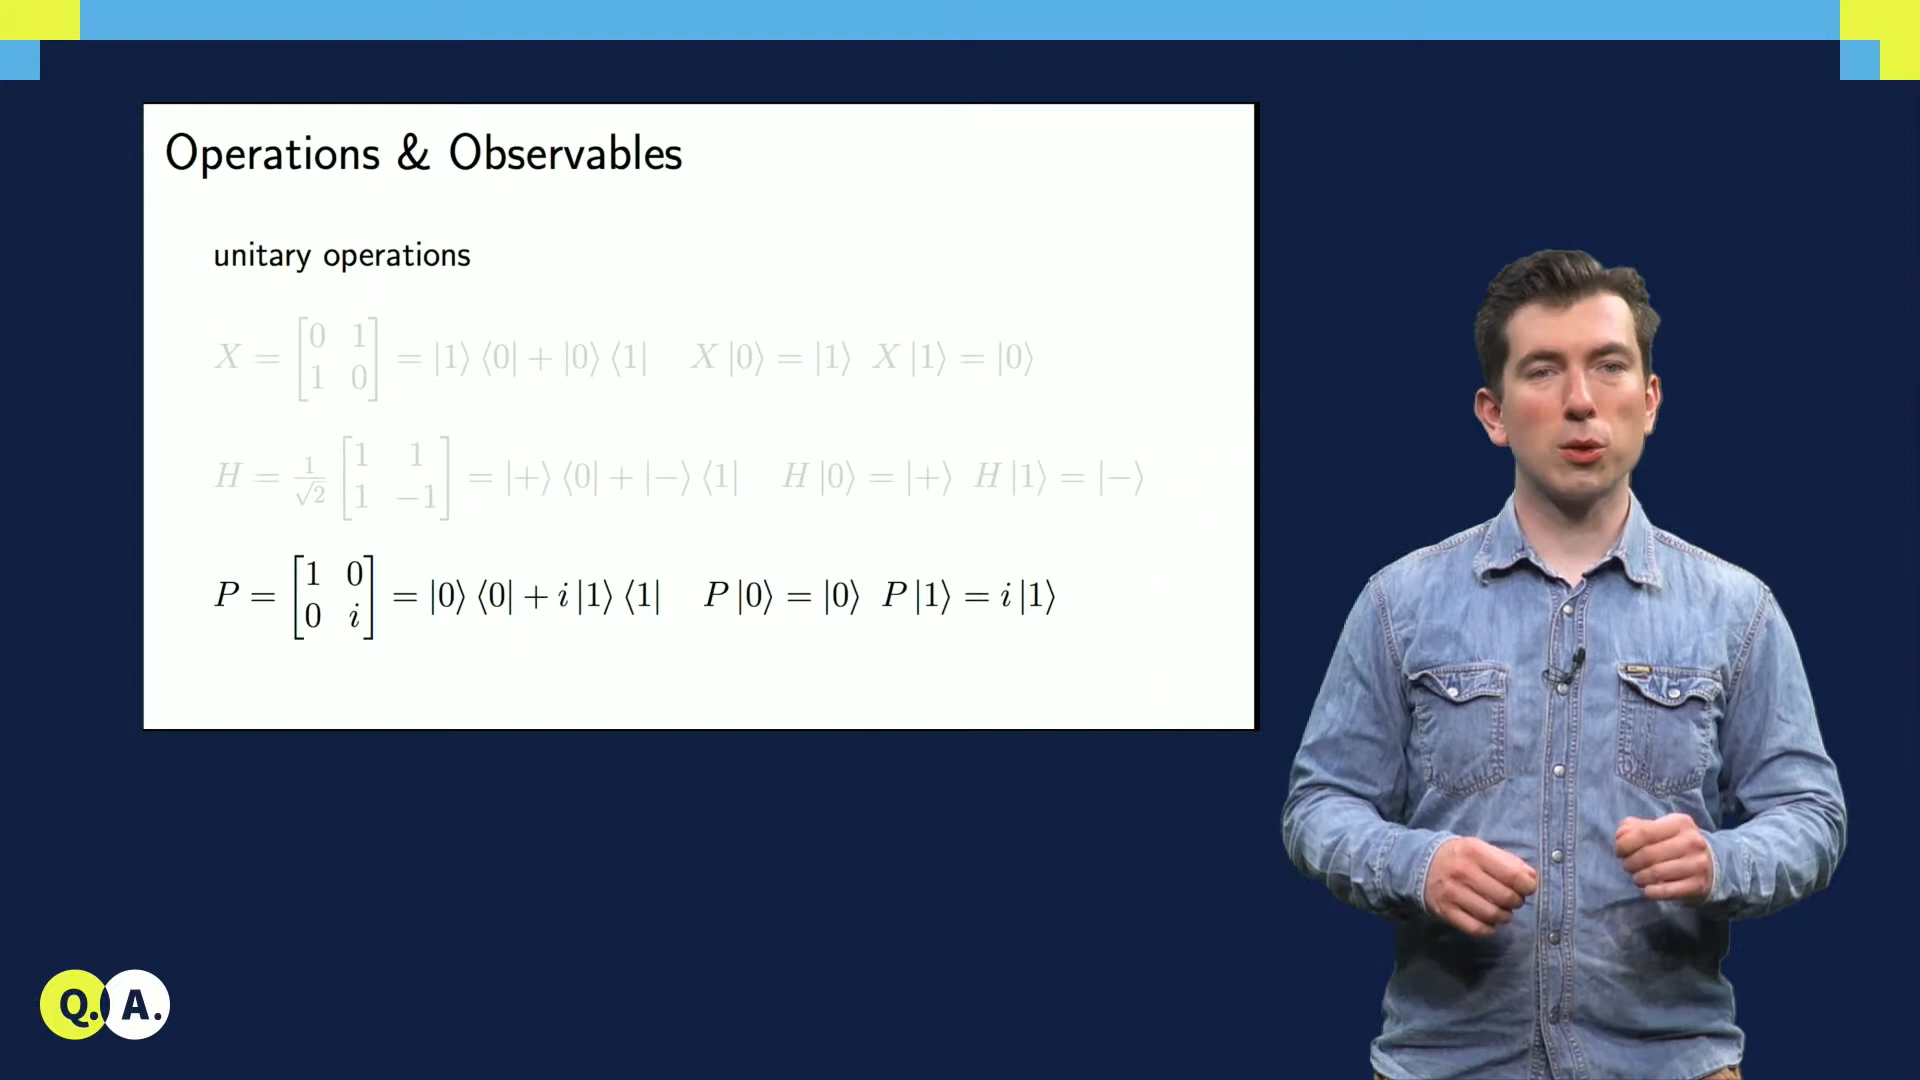 Operations & Observables
unitary operations
X = [0 1; 1 0] = |1⟩⟨0| + |0⟩⟨1|   X|0⟩ = |1⟩  X|1⟩ = |0⟩
H = 1/√2 [1 1; 1 −1] = |+⟩⟨0| + |−⟩⟨1|   H|0⟩ = |+⟩  H|1⟩ = |−⟩
P = [1 0; 0 i] = |0⟩⟨0| + i|1⟩⟨1|   P|0⟩ = |0⟩  P|1⟩ = i|1⟩
Q. A.